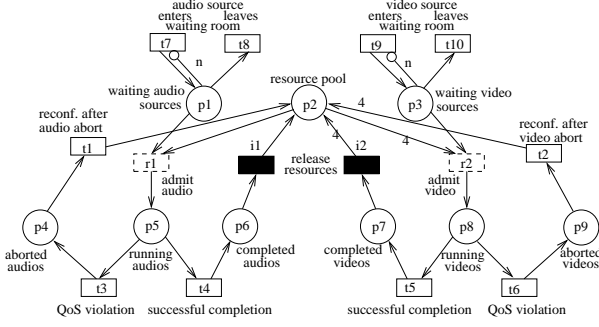 audio source
enters leaves
waiting room
t7 t8
n
video source
enters leaves
waiting room
t9 t10
n
resource pool
waiting audio
sources
p1
p2
p3
waiting video
sources
reconf. after
audio abort
t1
4
4
4
reconf. after
video abort
t2
r1
admit
audio
i1
release
resources
i2
r2
admit
video
p4
aborted
audios
p5
running
audios
p6
completed
audios
p7
completed
videos
p8
running
videos
p9
aborted
videos
t3
QoS violation
t4
successful completion
t5
successful completion
t6
QoS violation